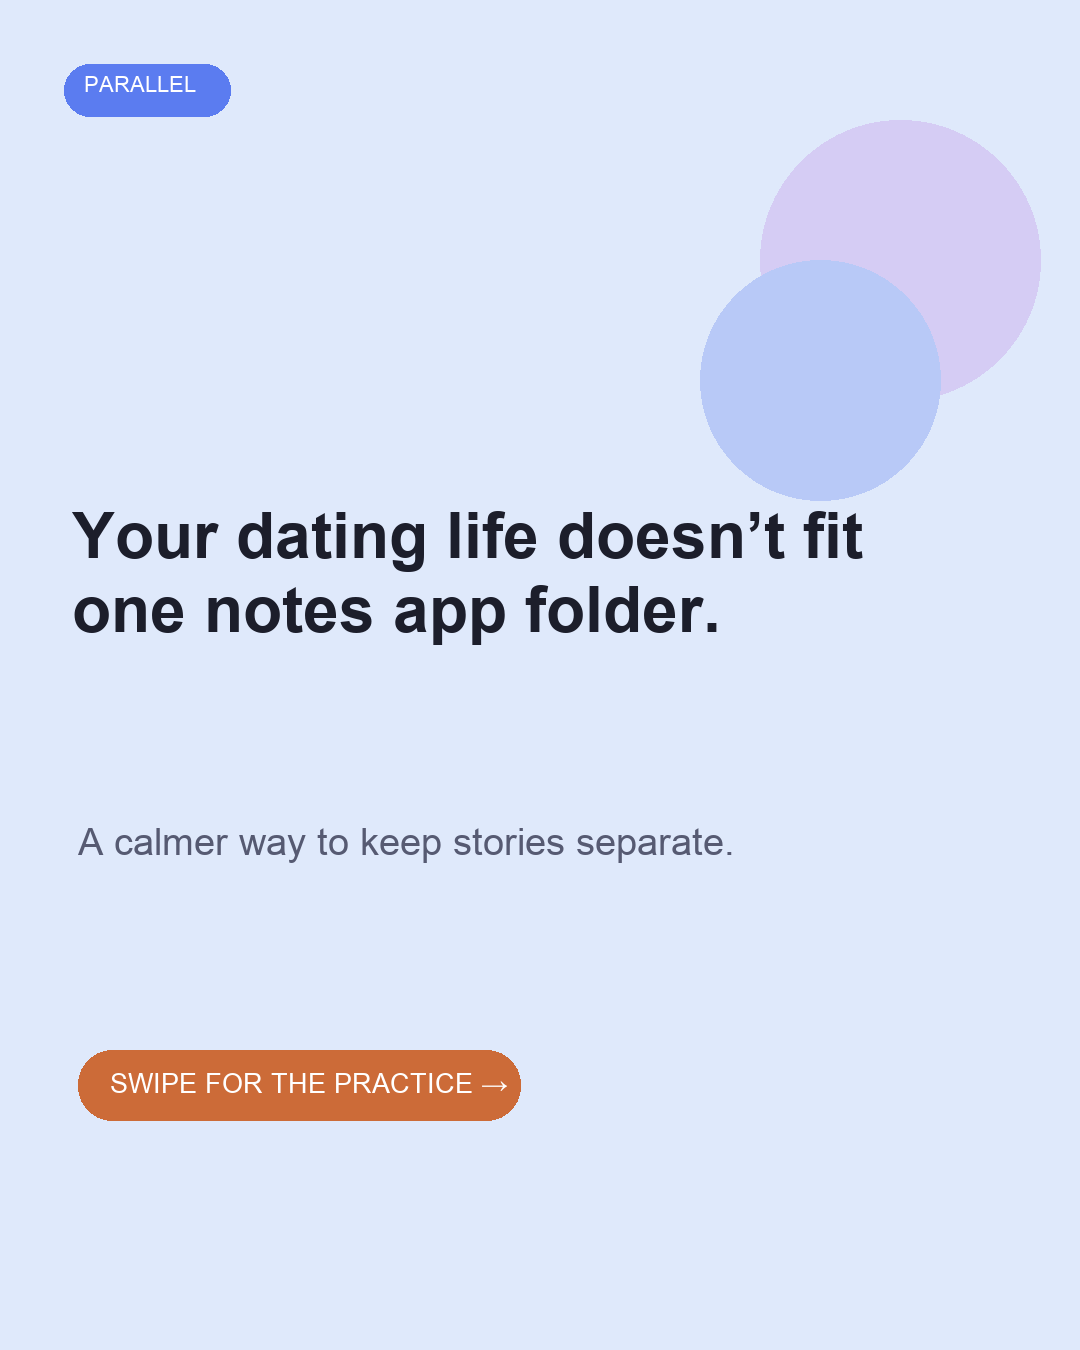 PARALLEL
Your dating life doesn’t fit
one notes app folder.
A calmer way to keep stories separate.
SWIPE FOR THE PRACTICE →